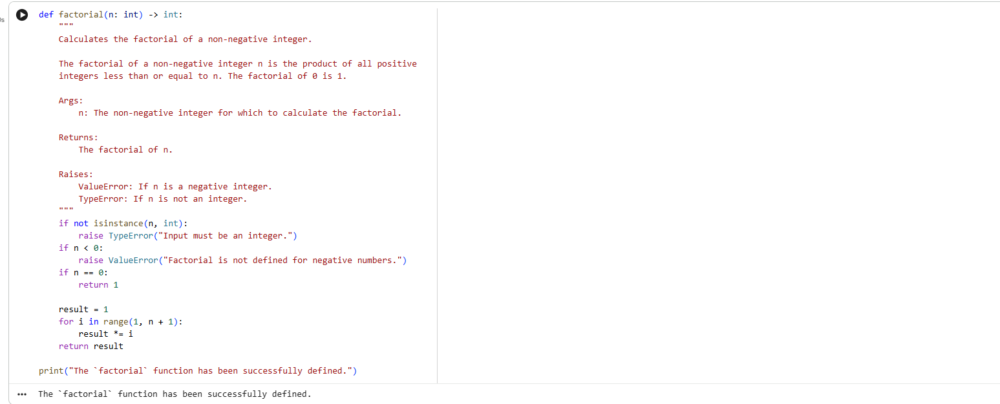 def factorial(n: int) -> int:
    """
    Calculates the factorial of a non-negative integer.

    The factorial of a non-negative integer n is the product of all positive
    integers less than or equal to n. The factorial of 0 is 1.

    Args:
        n: The non-negative integer for which to calculate the factorial.

    Returns:
        The factorial of n.

    Raises:
        ValueError: If n is a negative integer.
        TypeError: If n is not an integer.
    """
    if not isinstance(n, int):
        raise TypeError("Input must be an integer.")
    if n < 0:
        raise ValueError("Factorial is not defined for negative numbers.")
    if n == 0:
        return 1

    result = 1
    for i in range(1, n + 1):
        result *= i
    return result

print("The `factorial` function has been successfully defined.")
The `factorial` function has been successfully defined.